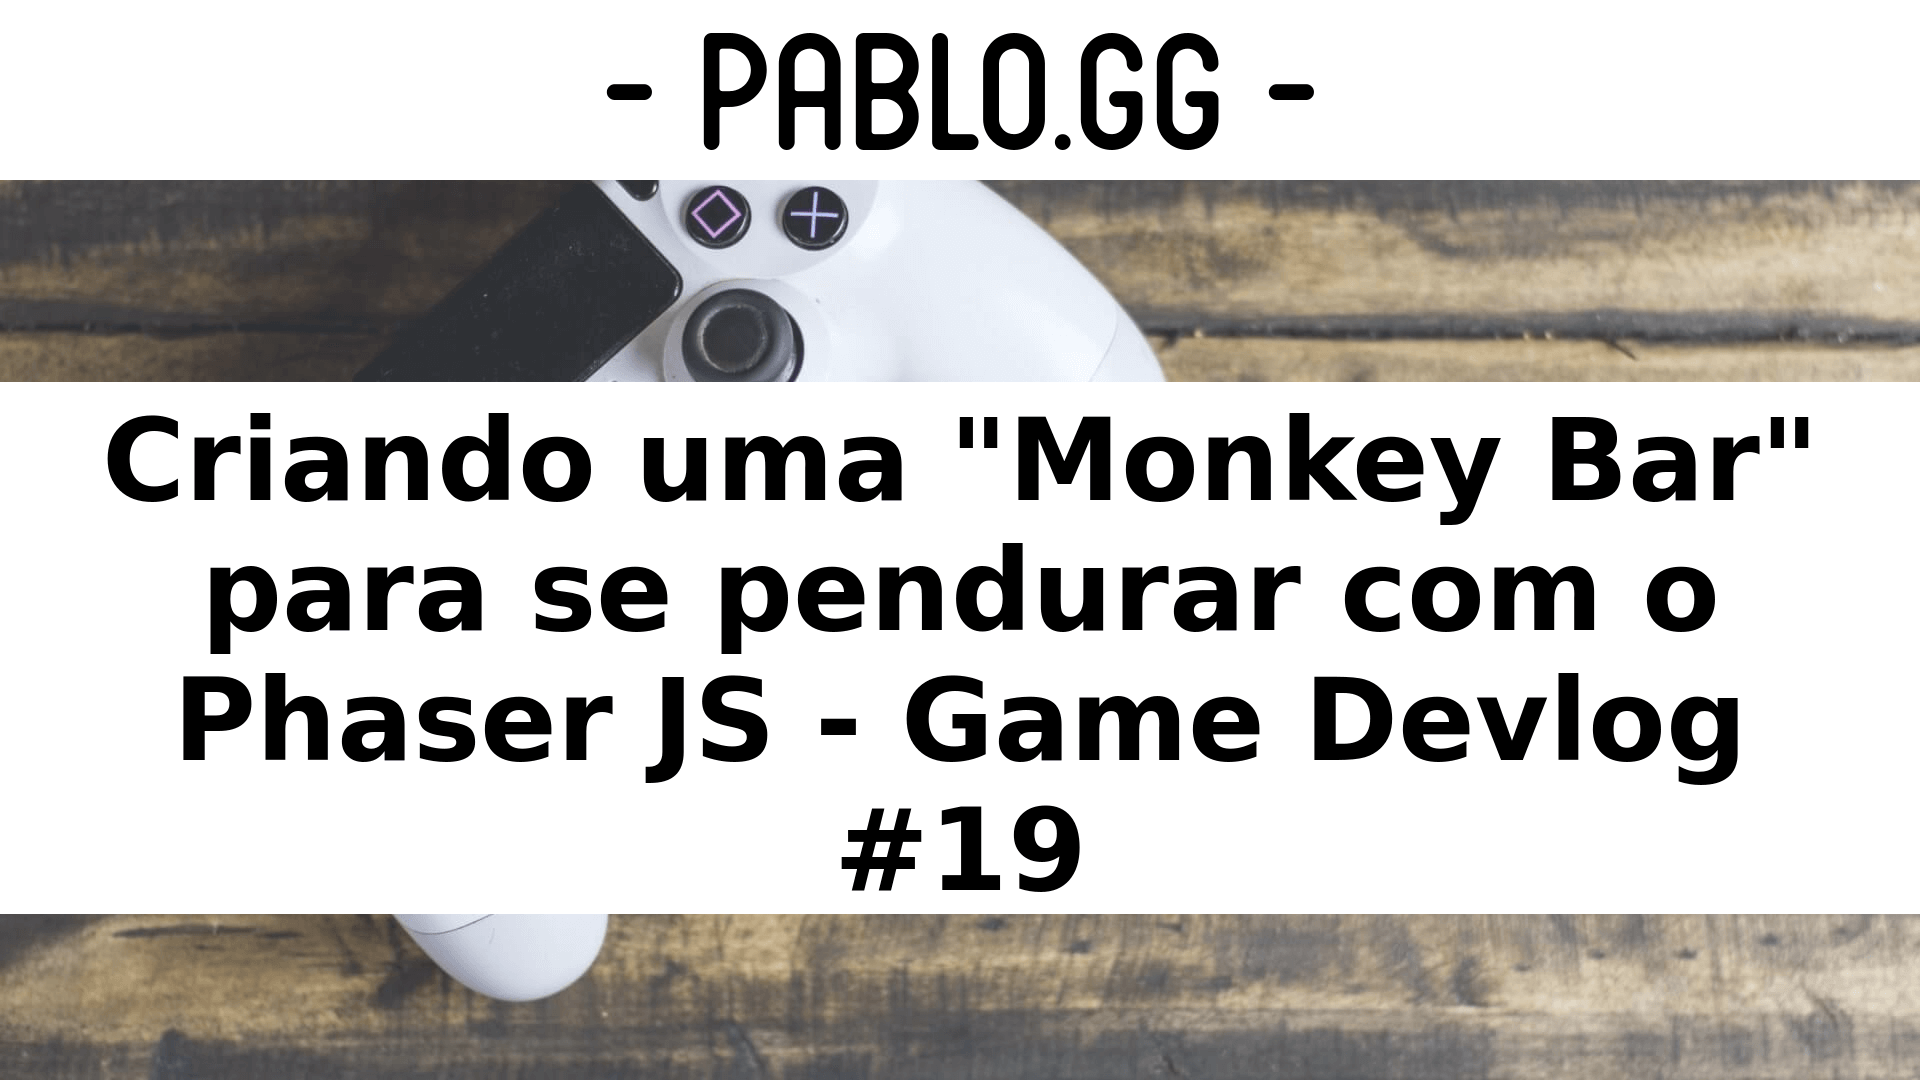 - PABLO.GG -
Criando uma "Monkey Bar"
para se pendurar com o
Phaser JS - Game Devlog
#19